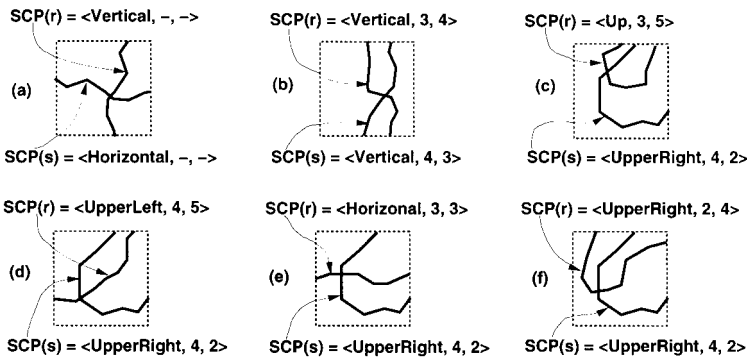 SCP(r) = <Vertical, –, –>
SCP(r) = <Vertical, 3, 4>
SCP(r) = <Up, 3, 5>
(a)
(b)
(c)
SCP(s) = <Horizontal, –, –>
SCP(s) = <Vertical, 4, 3>
SCP(s) = <UpperRight, 4, 2>
SCP(r) = <UpperLeft, 4, 5>
SCP(r) = <Horizonal, 3, 3>
SCP(r) = <UpperRight, 2, 4>
(d)
(e)
(f)
SCP(s) = <UpperRight, 4, 2>
SCP(s) = <UpperRight, 4, 2>
SCP(s) = <UpperRight, 4, 2>